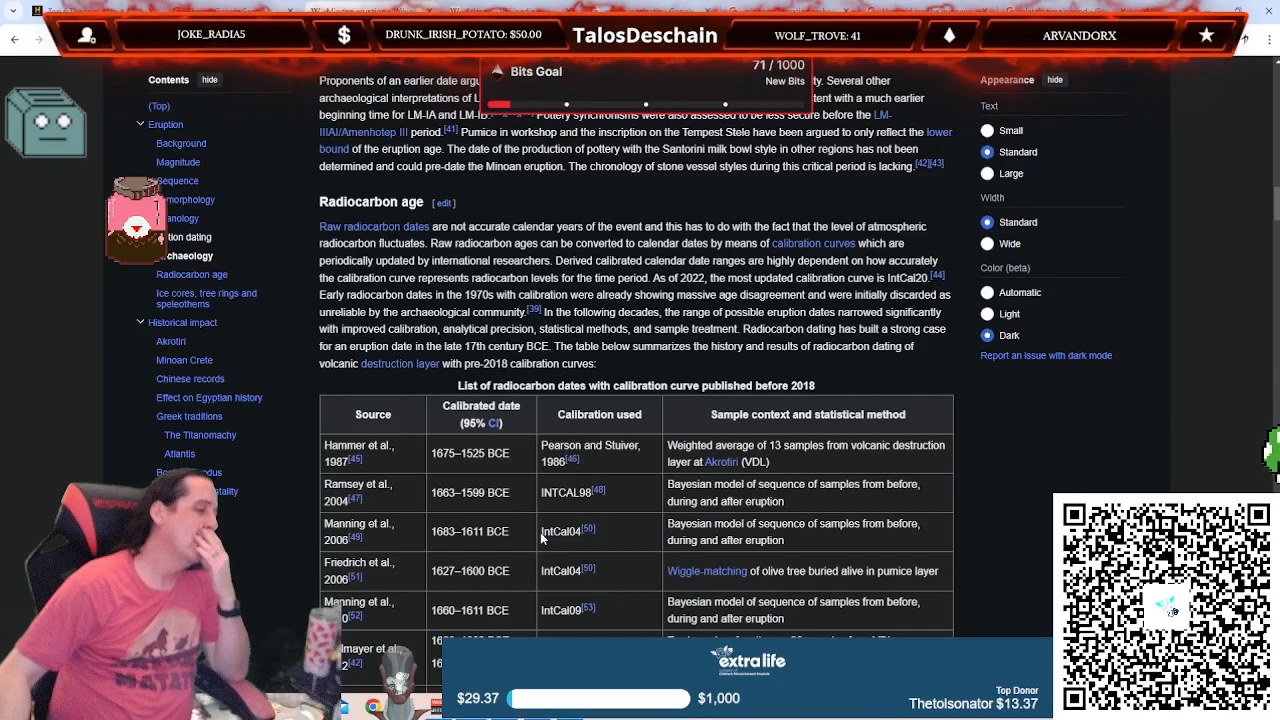 JOKE_RADIA5
DRUNK_IRISH_POTATO: $50.00
TalosDeschain
WOLF_TROVE: 41
ARVANDORX
Bits Goal
71 / 1000
New Bits
Contents hide
(Top)
Eruption
Background
Magnitude
Sequence
morphology
anology
tion dating
chaeology
Radiocarbon age
Ice cores, tree rings and
speleothems
Historical impact
Akrotiri
Minoan Crete
Chinese records
Effect on Egyptian history
Greek traditions
The Titanomachy
Atlantis
Proponents of an earlier date argu
ty. Several other
archaeological interpretations of L
tent with a much earlier
beginning time for LM-IA and LM-IB. Pottery synchronisms were also assessed to be less secure before the LM-
IIIAI/Amenhotep III period.[41] Pumice in workshop and the inscription on the Tempest Stele have been argued to only reflect the lower
bound of the eruption age. The date of the production of pottery with the Santorini milk bowl style in other regions has not been
determined and could pre-date the Minoan eruption. The chronology of stone vessel styles during this critical period is lacking.[42][43]
Radiocarbon age [ edit ]
Raw radiocarbon dates are not accurate calendar years of the event and this has to do with the fact that the level of atmospheric
radiocarbon fluctuates. Raw radiocarbon ages can be converted to calendar dates by means of calibration curves which are
periodically updated by international researchers. Derived calendar date ranges are highly dependent on how accurately
the calibration curve represents radiocarbon levels for the time period. As of 2022, the most updated calibration curve is IntCal20.[44]
Early radiocarbon dates in the 1970s with calibration were already showing massive age disagreement and were initially discarded as
unreliable by the archaeological community.[39] In the following decades, the range of possible eruption dates narrowed significantly
with improved calibration, analytical precision, statistical methods, and sample treatment. Radiocarbon dating has built a strong case
for an eruption date in the late 17th century BCE. The table below summarizes the history and results of radiocarbon dating of
volcanic destruction layer with pre-2018 calibration curves:
List of radiocarbon dates with calibration curve published before 2018
Source
Calibrated date
(95% CI)
Calibration used
Sample context and statistical method
Hammer et al.,
1987[45]
1675–1525 BCE
Pearson and Stuiver,
1986[46]
Weighted average of 13 samples from volcanic destruction
layer at Akrotiri (VDL)
Ramsey et al.,
2004[47]
1663–1599 BCE
INTCAL98[48]
Bayesian model of sequence of samples from before,
during and after eruption
Manning et al.,
2006[49]
1683–1611 BCE
IntCal04[50]
Bayesian model of sequence of samples from before,
during and after eruption
Friedrich et al.,
2006[51]
1627–1600 BCE
IntCal04[50]
Wiggle-matching of olive tree buried alive in pumice layer
Manning et al.,
0[52]
1660–1611 BCE
IntCal09[53]
Bayesian model of sequence of samples from before,
during and after eruption
lmayer et al.,
2[42]
Appearance hide
Text
Small
Standard
Large
Width
Standard
Wide
Color (beta)
Automatic
Light
Dark
Report an issue with dark mode
extra life
$29.37
$1,000
Top Donor
Thetolsonator $13.37